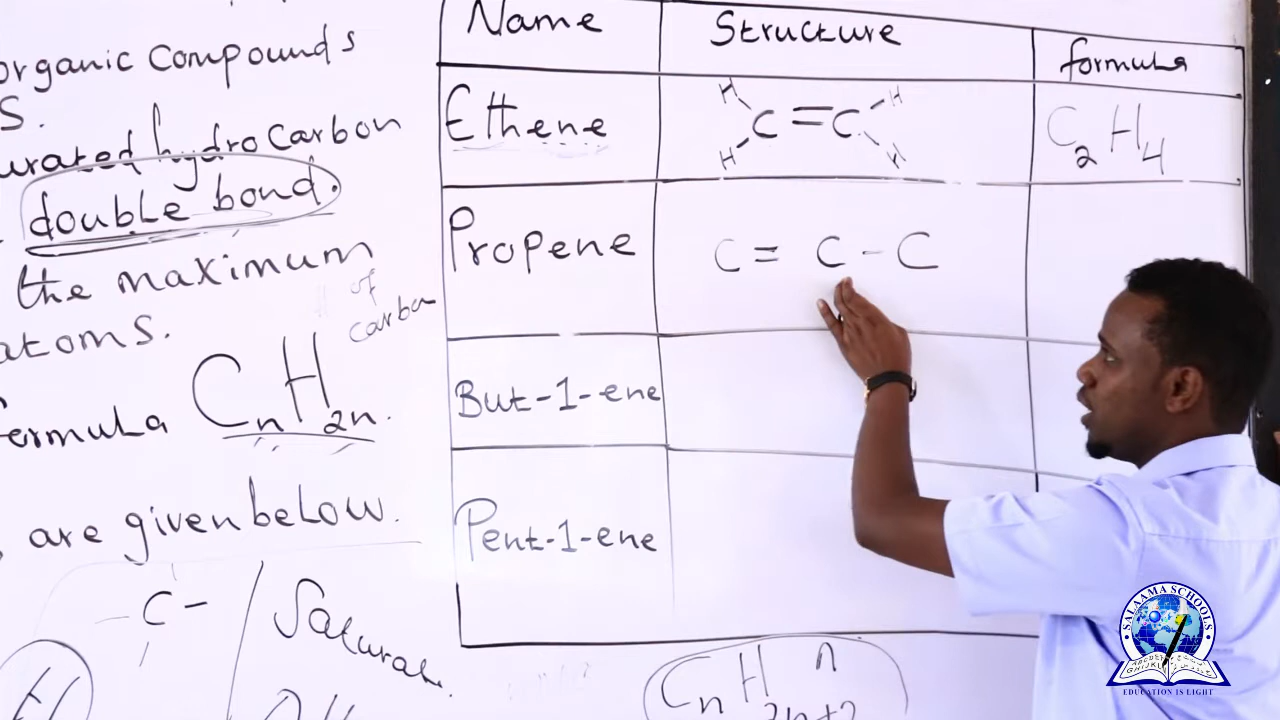 organic compounds
S.
urated hydrocarbon
double bond.
the maximum
of
carbon
atoms.
formula CnH2n.
are given below.
C
CnH2n+2
n
Name Structure formula
Ethene H C = C H H H C2H4
Propene C = C - C
But-1-ene
Pent-1-ene
SALAAMA SCHOOLS
EDUCATION IS LIGHT